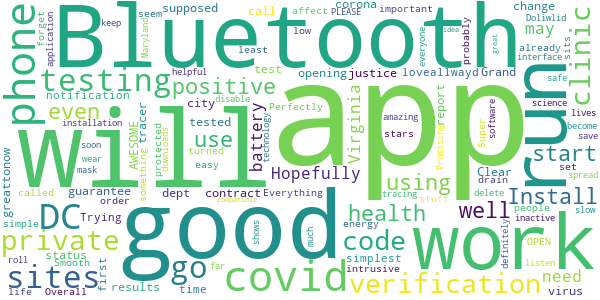 Bluetooth
will
app
good
work
run
covid
phone
testing
positive
private
DC
sites
go
code
verification
clinic
Install
health
use
using
well
start
need
even
may
Hopefully
battery
Virginia
tracer
notification
guarantee
contract
dept
city
tested
opening
justice
loveallwayd
Grand
supposed
call
corona
affect
PLEASE
important
change
Doliwlid
seem
forget
keep
Maryland
application
at least
low
everyone
probably
idea
great
interface
already
sits
safe
helpful
disable
technology
test
Perfectly
amazing
stars
software
Super
report
Promising
science
become
lives
save
installation
soon
wear
mask
something
AWESOME
turned
easy
protected
downloads
Clear
drain
set
spread
delete
inactive
compatible
stuff
tracing
greattonow
called
simple
Trying
order
Everything
status
Smooth
roll
life
Overall
first
results
time
far
shows
much
energy
simplest
intrusive
definitely
people
OPEN
listen
slow
virus